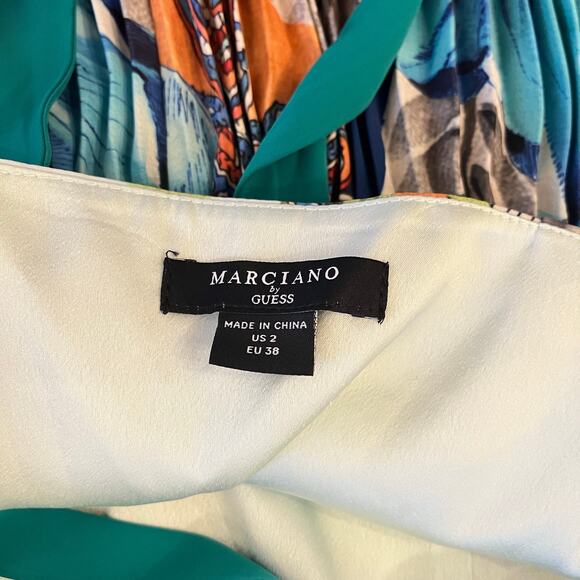 MARCIANO
by
GUESS
MADE IN CHINA
US 2
EU 38